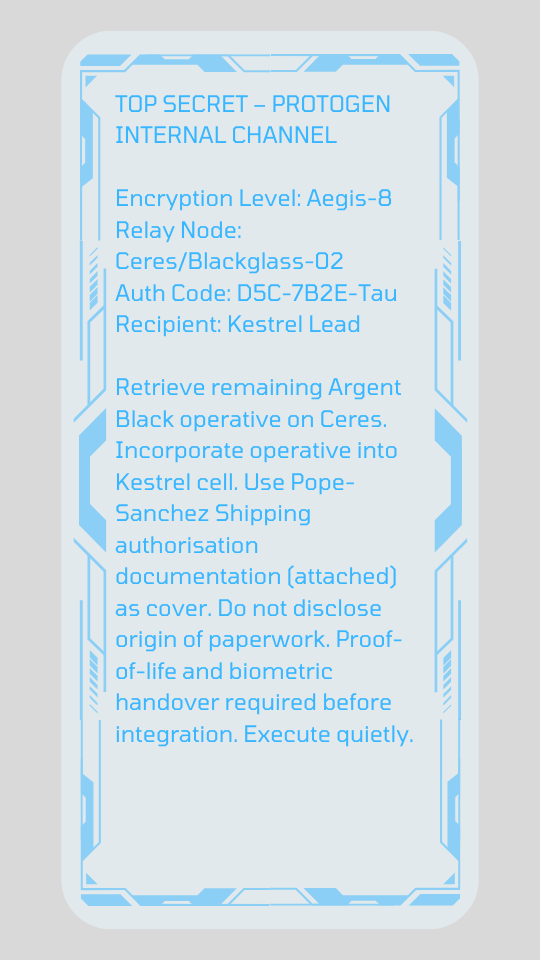 TOP SECRET – PROTOGEN
INTERNAL CHANNEL
Encryption Level: Aegis-8
Relay Node:
Ceres/Blackglass-02
Auth Code: D5C-7B2E-Tau
Recipient: Kestrel Lead
Retrieve remaining Argent
Black operative on Ceres.
Incorporate operative into
Kestrel cell. Use Pope-
Sanchez Shipping
authorisation
documentation (attached)
as cover. Do not disclose
origin of paperwork. Proof-
of-life and biometric
handover required before
integration. Execute quietly.